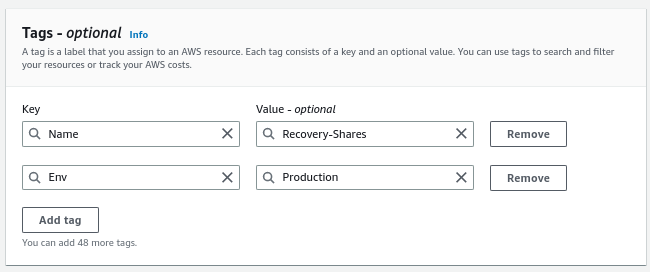 Tags - optional Info
A tag is a label that you assign to an AWS resource. Each tag consists of a key and an optional value. You can use tags to search and filter
your resources or track your AWS costs.
Key Value - optional
Name Recovery-Shares Remove
Env Production Remove
Add tag
You can add 48 more tags.